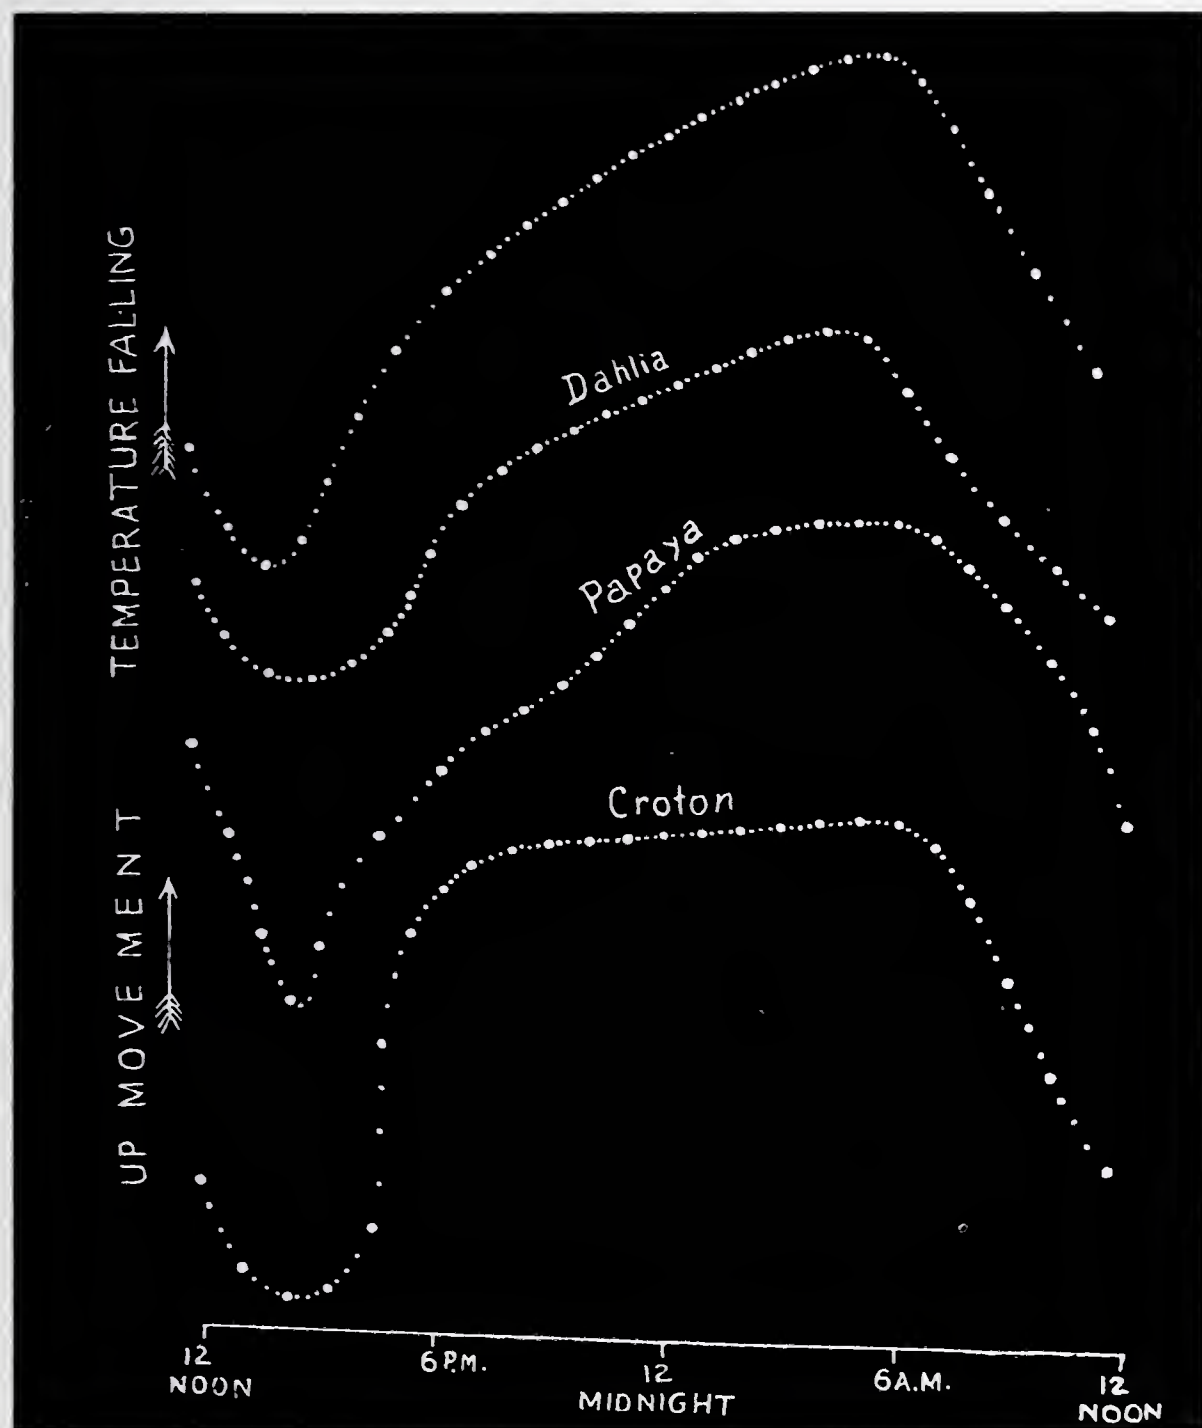 TEMPERATURE FALLING
Dahlia
Papaya
Croton
UP MOVEMENT
12
NOON
6 P.M.
12
MIDNIGHT
6 A.M.
12
NOON